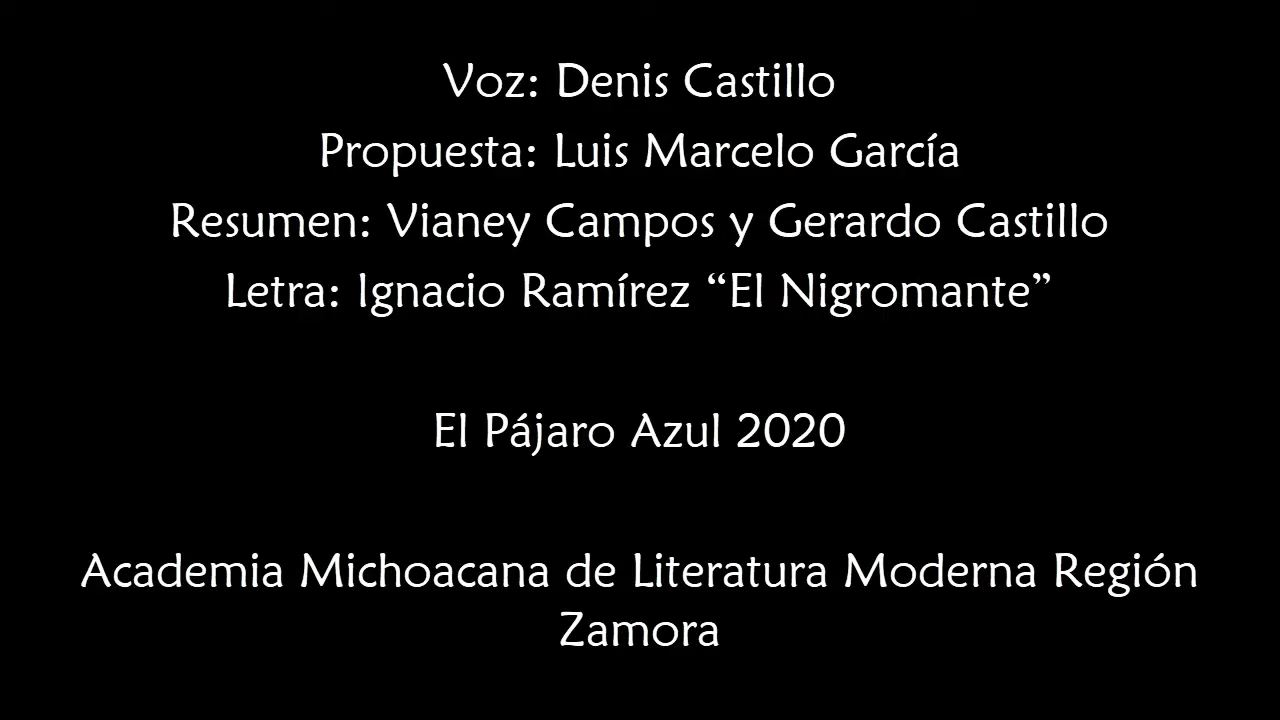 Voz: Denis Castillo
Propuesta: Luis Marcelo García
Resumen: Vianey Campos y Gerardo Castillo
Letra: Ignacio Ramírez “El Nigromante”
El Pájaro Azul 2020
Academia Michoacana de Literatura Moderna Región
Zamora